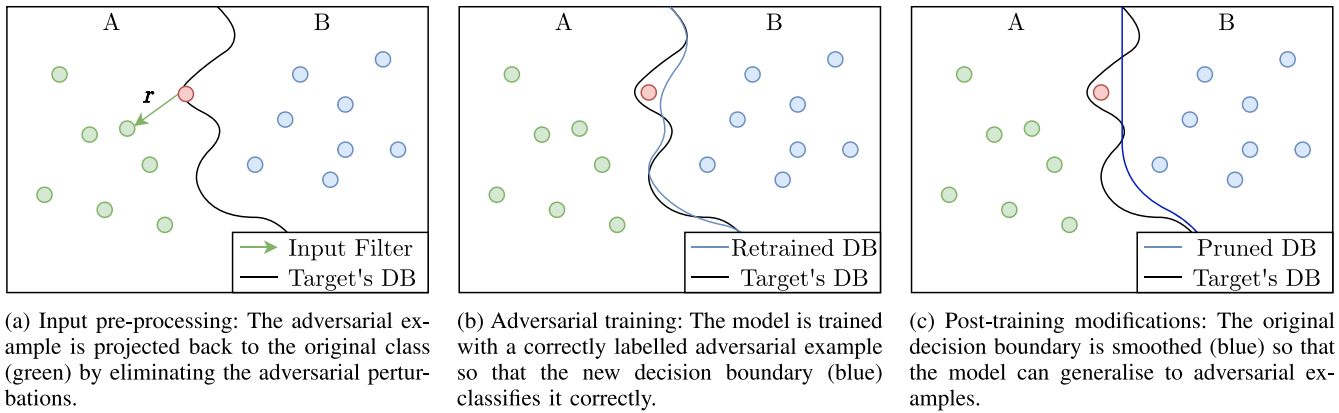 A
B
r
Input Filter
Target's DB
(a) Input pre-processing: The adversarial ex-
ample is projected back to the original class
(green) by eliminating the adversarial pertur-
bations.
A
B
Retrained DB
Target's DB
(b) Adversarial training: The model is trained
with a correctly labelled adversarial example
so that the new decision boundary (blue)
classifies it correctly.
A
B
Pruned DB
Target's DB
(c) Post-training modifications: The original
decision boundary is smoothed (blue) so that
the model can generalise to adversarial ex-
amples.